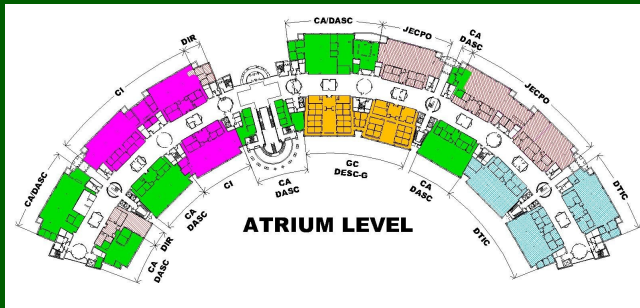 CA/DASC
JECPO
CA
DASC
DIR
CI
JECPO
CA/DASC
DTIC
GC
DESC-G
CA
DASC
CA
DASC
CI
CA
DASC
DIR
CA
DASC
DTIC
ATRIUM LEVEL